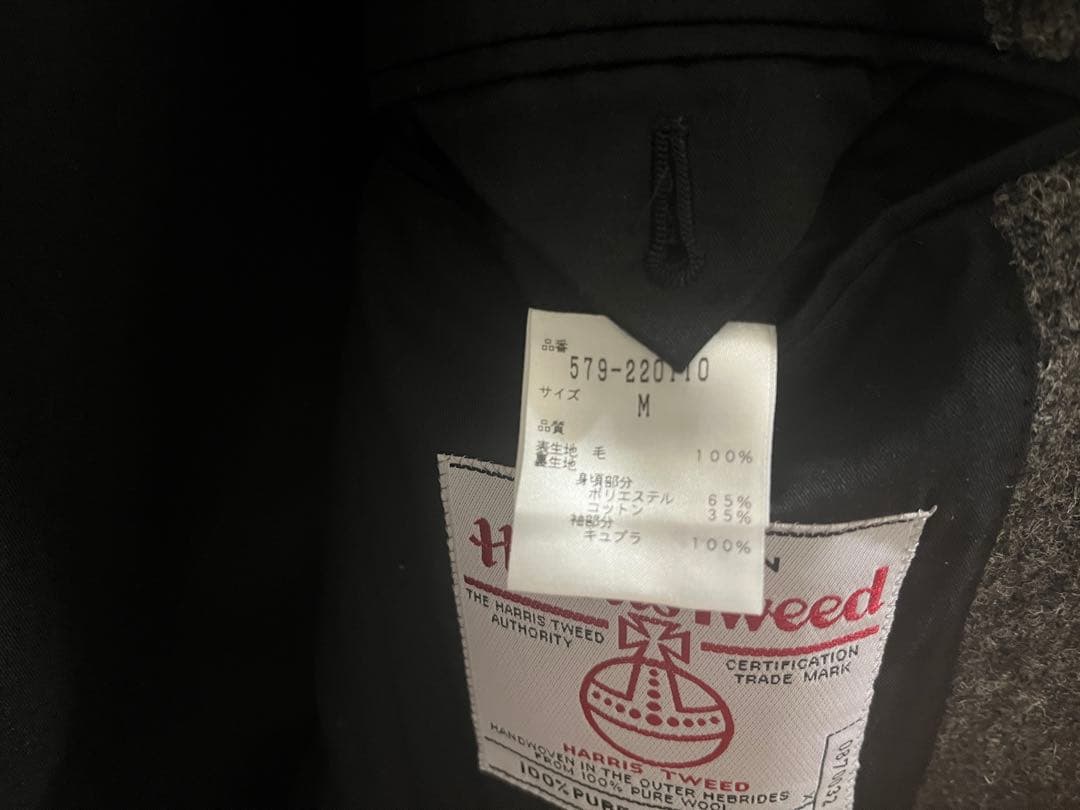 品番
579-220110
サイズ
M
品質
表生地 毛 100%
裏生地
身頃部分
ポリエステル 65%
コットン 35%
袖部分
キュプラ 100%
Tweed
THE HARRIS TWEED
AUTHORITY
CERTIFICATION
TRADE MARK
HARRIS TWEED
HANDWOVEN IN THE OUTER HEBRIDES
FROM 100% PURE WOOL
100% PURE